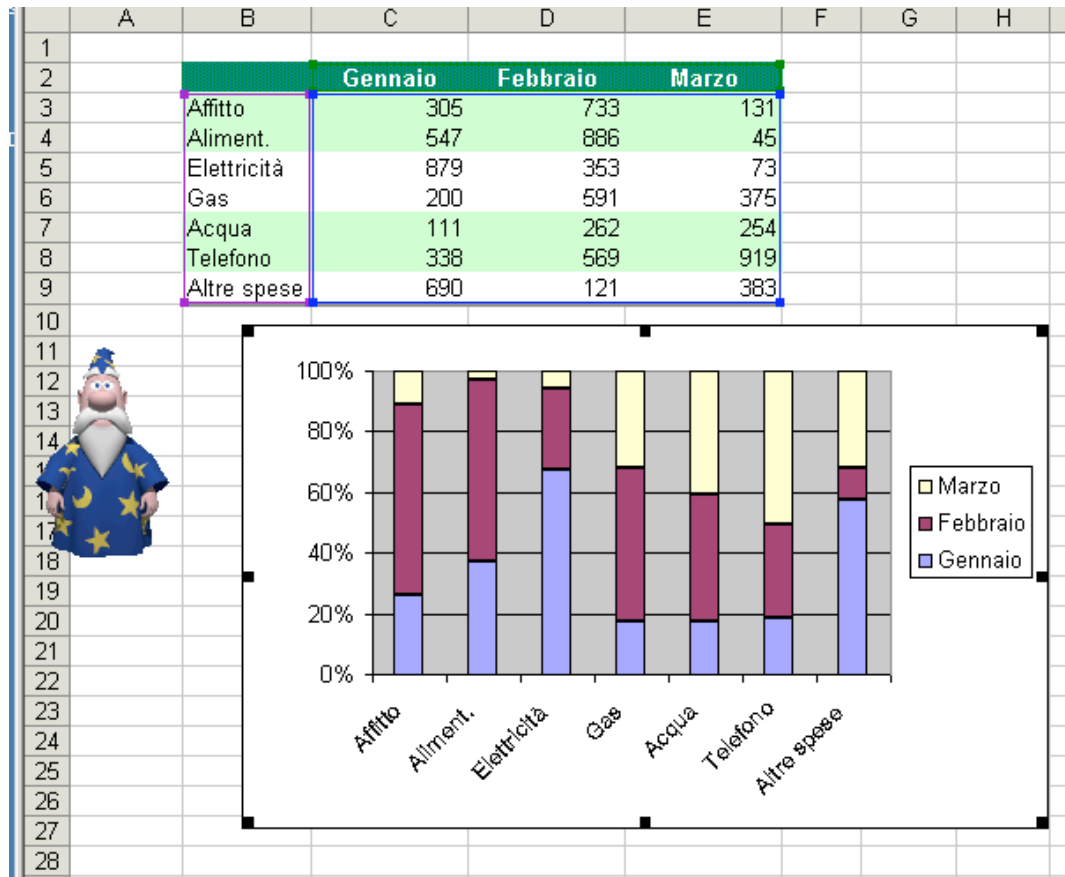 A B C D E F G H
1
2 Gennaio Febbraio Marzo
3 Affitto 305 733 131
4 Aliment. 547 886 45
5 Elettricità 879 353 73
6 Gas 200 591 375
7 Acqua 111 262 254
8 Telefono 338 569 919
9 Altre spese 690 121 383
10
11
12
13
14
17
18
19
20
21
22
23
24
25
26
27
28
100%
80%
60%
40%
20%
0%
Affitto Aliment. Elettricità Gas Acqua Telefono Altre spese
Marzo
Febbraio
Gennaio